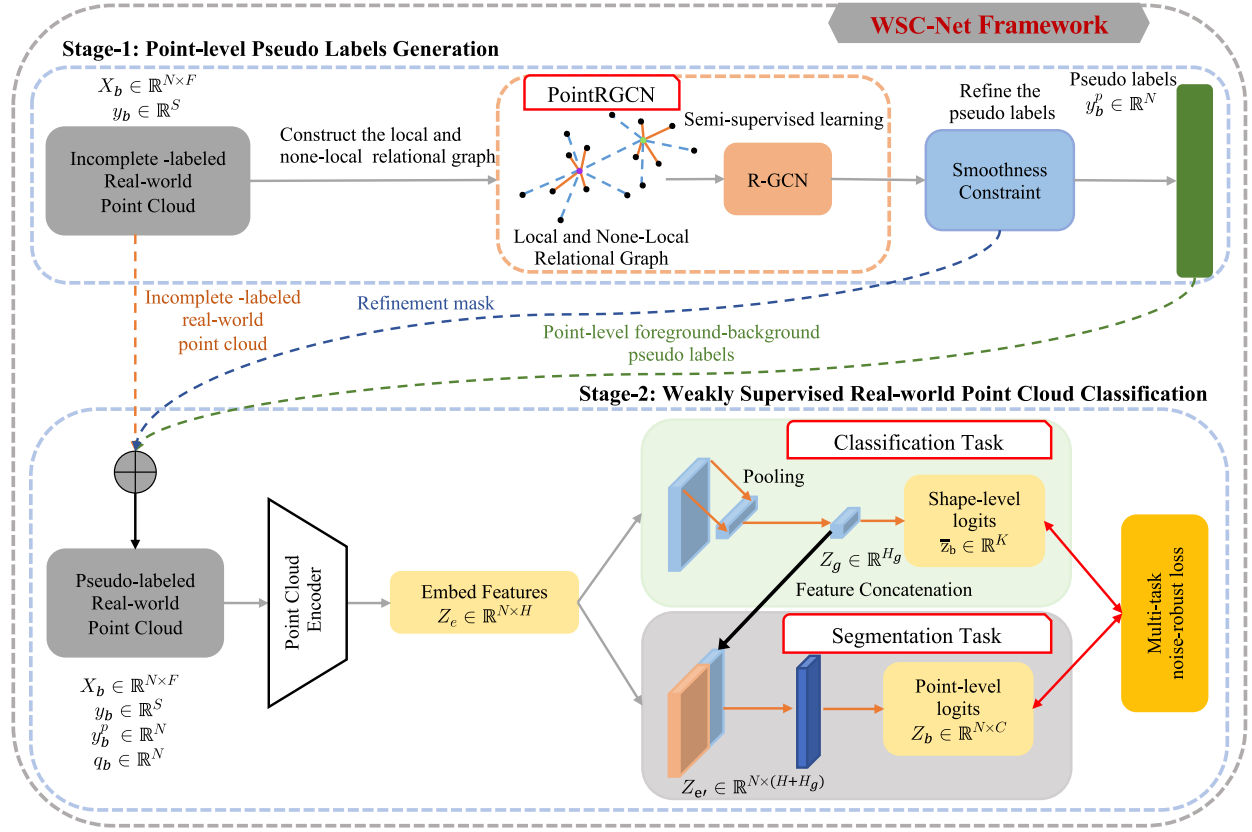 WSC-Net Framework
Stage-1: Point-level Pseudo Labels Generation
X_b ∈ ℝ^{N×F}
y_b ∈ ℝ^S
Incomplete -labeled
Real-world
Point Cloud
Construct the local and
none-local relational graph
PointRGCN
Semi-supervised learning
R-GCN
Local and None-Local
Relational Graph
Refine the
pseudo labels
Smoothness
Constraint
Pseudo labels
y_b^p ∈ ℝ^N
Incomplete -labeled
real-world
point cloud
Refinement mask
Point-level foreground-background
pseudo labels
Stage-2: Weakly Supervised Real-world Point Cloud Classification
Pseudo-labeled
Real-world
Point Cloud
X_b ∈ ℝ^{N×F}
y_b ∈ ℝ^S
y_b^p ∈ ℝ^N
q_b ∈ ℝ^N
Point Cloud
Encoder
Embed Features
Z_e ∈ ℝ^{N×H}
Classification Task
Pooling
Z_g ∈ ℝ^{H_g}
Shape-level
logits
z̄_b ∈ ℝ^K
Feature Concatenation
Segmentation Task
Z_{e′} ∈ ℝ^{N×(H+H_g)}
Point-level
logits
Z_b ∈ ℝ^{N×C}
Multi-task
noise-robust loss